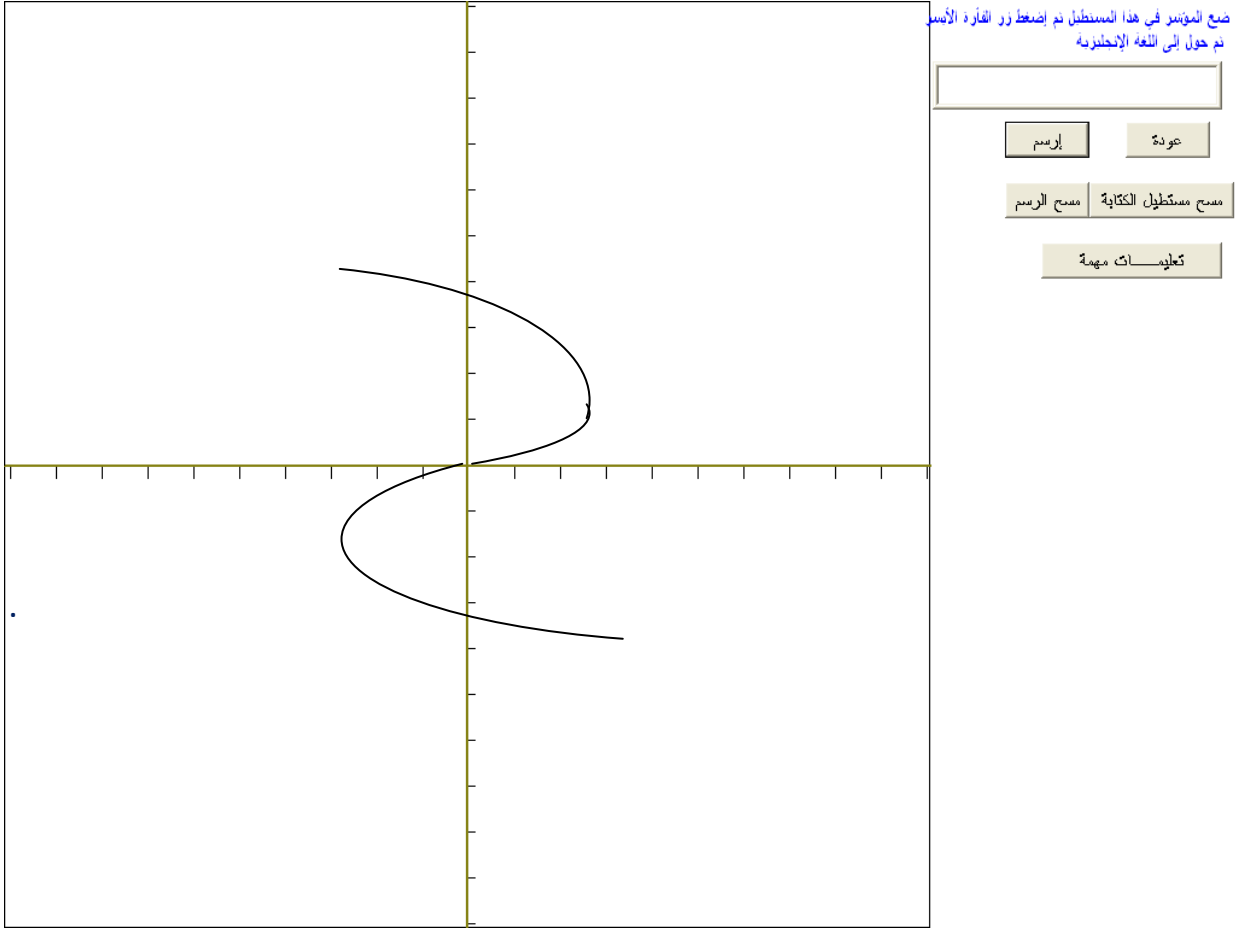 ضع المؤشر في هذا المستطيل ثم إضغط زر الفأرة الأيسر
ثم حول إلى اللغة الإنجليزية
عودة
إرسم
مسح مستطيل الكتابة
مسح الرسم
تعليمـــــات مهمة